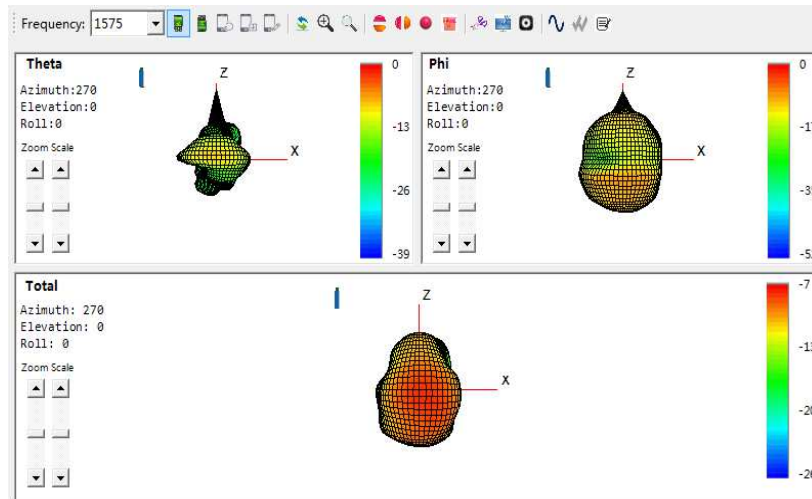 Frequency: 1575
Theta
Azimuth:270
Elevation:0
Roll:0
Zoom Scale
Z
X
0
-13
-26
-39
Phi
Azimuth:270
Elevation:0
Roll:0
Zoom Scale
Z
X
0
Total
Azimuth: 270
Elevation: 0
Roll: 0
Zoom Scale
Z
X
-7